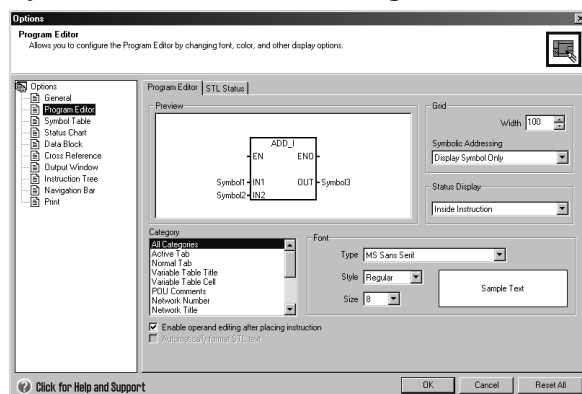 Options
Program Editor
Allows you to configure the Program Editor by changing font, color, and other display options.
Options
General
Program Editor
Symbol Table
Status Chart
Data Block
Cross Reference
Output Window
Instruction Tree
Navigation Bar
Print
Program Editor
STL Status
Preview
ADD_I
EN ENO
Symbol1 IN1 OUT Symbol3
Symbol2 IN2
Grid
Width 100
Symbolic Addressing
Display Symbol Only
Status Display
Inside Instruction
Category
All Categories
Active Tab
Normal Tab
Variable Table Title
Variable Table Cell
POU Comments
Network Number
Network Title
Font
Type MS Sans Serif
Style Regular
Size 8
Sample Text
Enable operand editing after placing instruction
Automatically format STL text
Click for Help and Support
OK
Cancel
Reset All